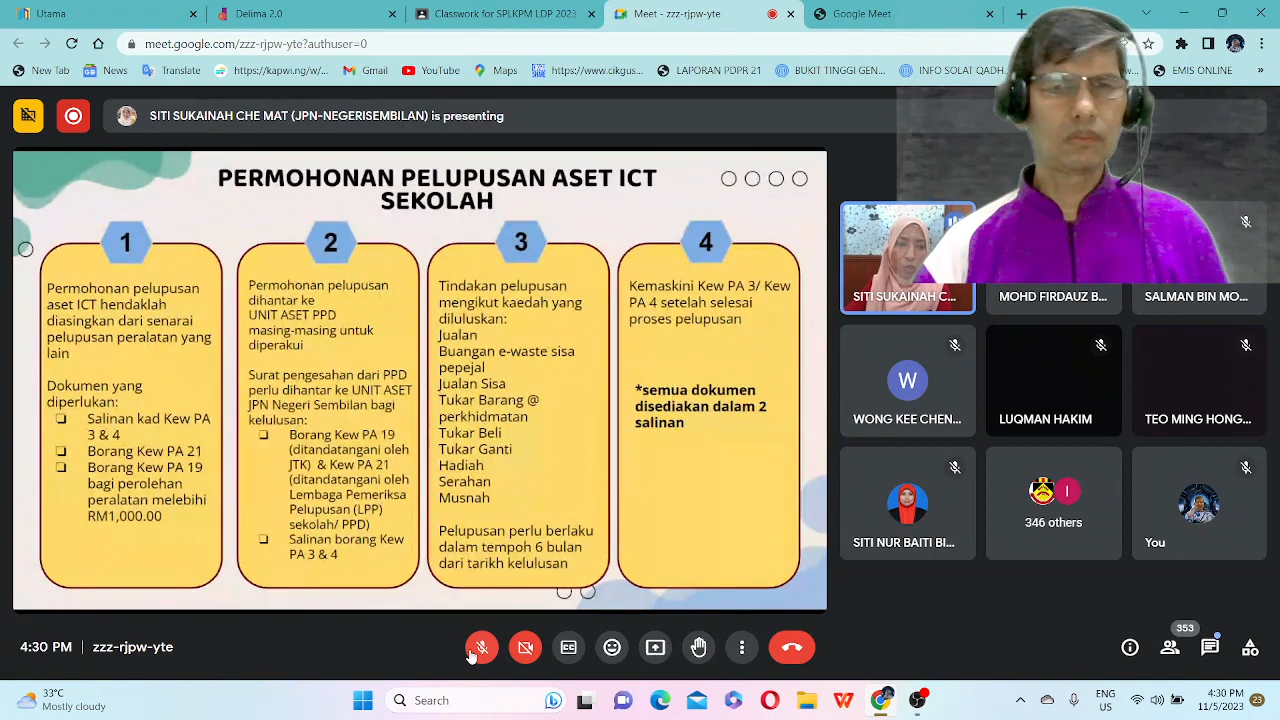 Utama
Delima 2.0
Classwork for SPLKPM LDP 2023
Meet - zzz-rjpw-yte
Google Meet
meet.google.com/zzz-rjpw-yte?authuser=0
New Tab
News
Translate
https://kapwing.g/w...
Gmail
YouTube
Maps
https://www.cikgus...
LAPORAN PDPR 21
BUKIT TINGGI GEN...
INFO SOLAT QADH...
EMIS ONLINE
»
SITI SUKAINAH CHE MAT (JPN-NEGERISEMBILAN) is presenting
PERMOHONAN PELUPUSAN ASET ICT
SEKOLAH
1
Permohonan pelupusan
aset ICT hendaklah
diasingkan dari senarai
pelupusan peralatan yang
lain
Dokumen yang
diperlukan:
❏ Salinan kad Kew PA
3 & 4
❏ Borang Kew PA 21
❏ Borang Kew PA 19
bagi perolehan
peralatan melebihi
RM1,000.00
2
Permohonan pelupusan
dihantar ke
UNIT ASET PPD
masing-masing untuk
diperakui
Surat pengesahan dari PPD
perlu dihantar ke UNIT ASET
JPN Negeri Sembilan bagi
kelulusan:
❏ Borang Kew PA 19
(ditandatangani oleh
JTK) & Kew PA 21
(ditandatangani oleh
Lembaga Pemeriksa
Pelupusan (LPP)
sekolah/ PPD)
❏ Salinan borang Kew
PA 3 & 4
3
Tindakan pelupusan
mengikut kaedah yang
diluluskan:
Jualan
Buangan e-waste sisa
pepejal
Jualan Sisa
Tukar Barang @
perkhidmatan
Tukar Beli
Tukar Ganti
Hadiah
Serahan
Musnah
Pelupusan perlu berlaku
dalam tempoh 6 bulan
dari tarikh kelulusan
4
Kemaskini Kew PA 3/ Kew
PA 4 setelah selesai
proses pelupusan
*semua dokumen
disediakan dalam 2
salinan
SITI SUKAINAH C...
MOHD FIRDAUZ B...
SALMAN BIN MO...
W
WONG KEE CHEN...
LUQMAN HAKIM
TEO MING HONG...
SITI NUR BAITI BI...
I
346 others
You
4:30 PM
zzz-rjpw-yte
353
33°C
Mostly cloudy
Search
ENG
US
4:30 PM
11/5/2023
23